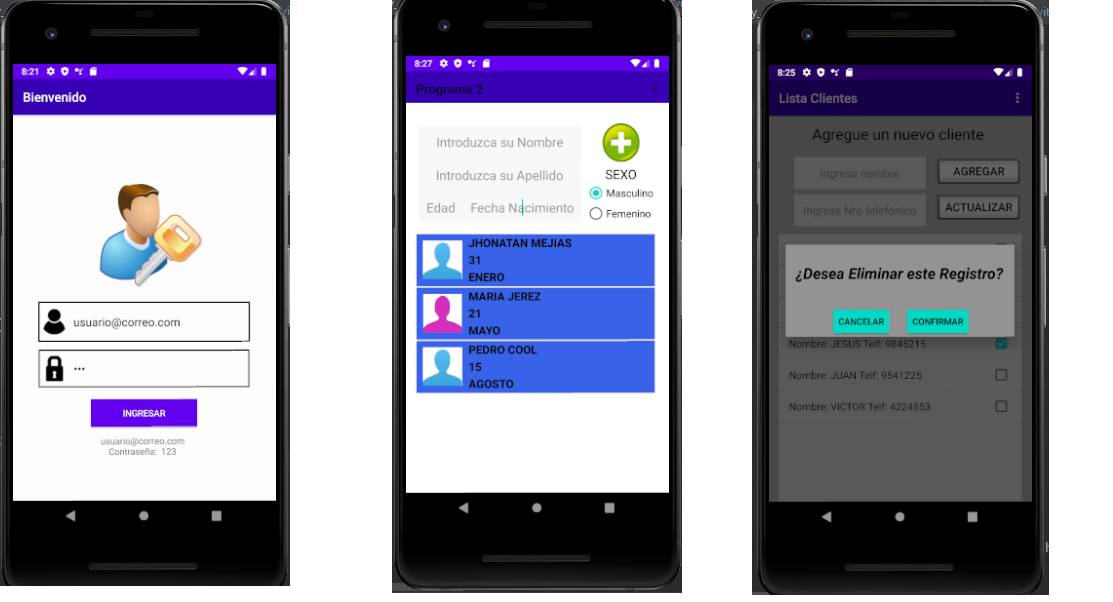 8:21
Bienvenido
usuario@correo.com
INGRESAR
usuario@correo.com
Contraseña: 123
8:27
Programa 2
Introduzca su Nombre
Introduzca su Apellido
Edad Fecha Nacimiento
SEXO
Masculino
Femenino
JHONATAN MEJIAS
31
ENERO
MARIA JEREZ
21
MAYO
PEDRO COOL
15
AGOSTO
8:25
Lista Clientes
Agregue un nuevo cliente
Ingrese nombre
AGREGAR
Ingrese Nro telefónico
ACTUALIZAR
¿Desea Eliminar este Registro?
CANCELAR
CONFIRMAR
Nombre: JESUS Telf: 9845215
Nombre: JUAN Telf: 9541225
Nombre: VICTOR Telf: 4224553